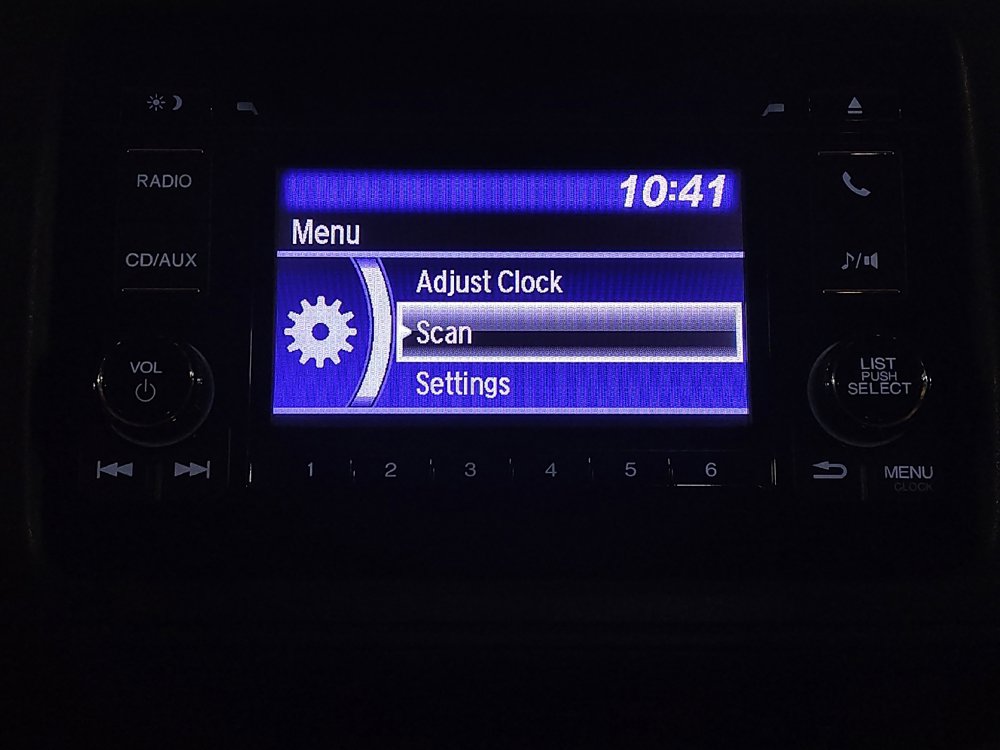 RADIO
CD/AUX
VOL
10:41
Menu
Adjust Clock
Scan
Settings
1 2 3 4 5 6
LIST
PUSH
SELECT
MENU
CLOCK